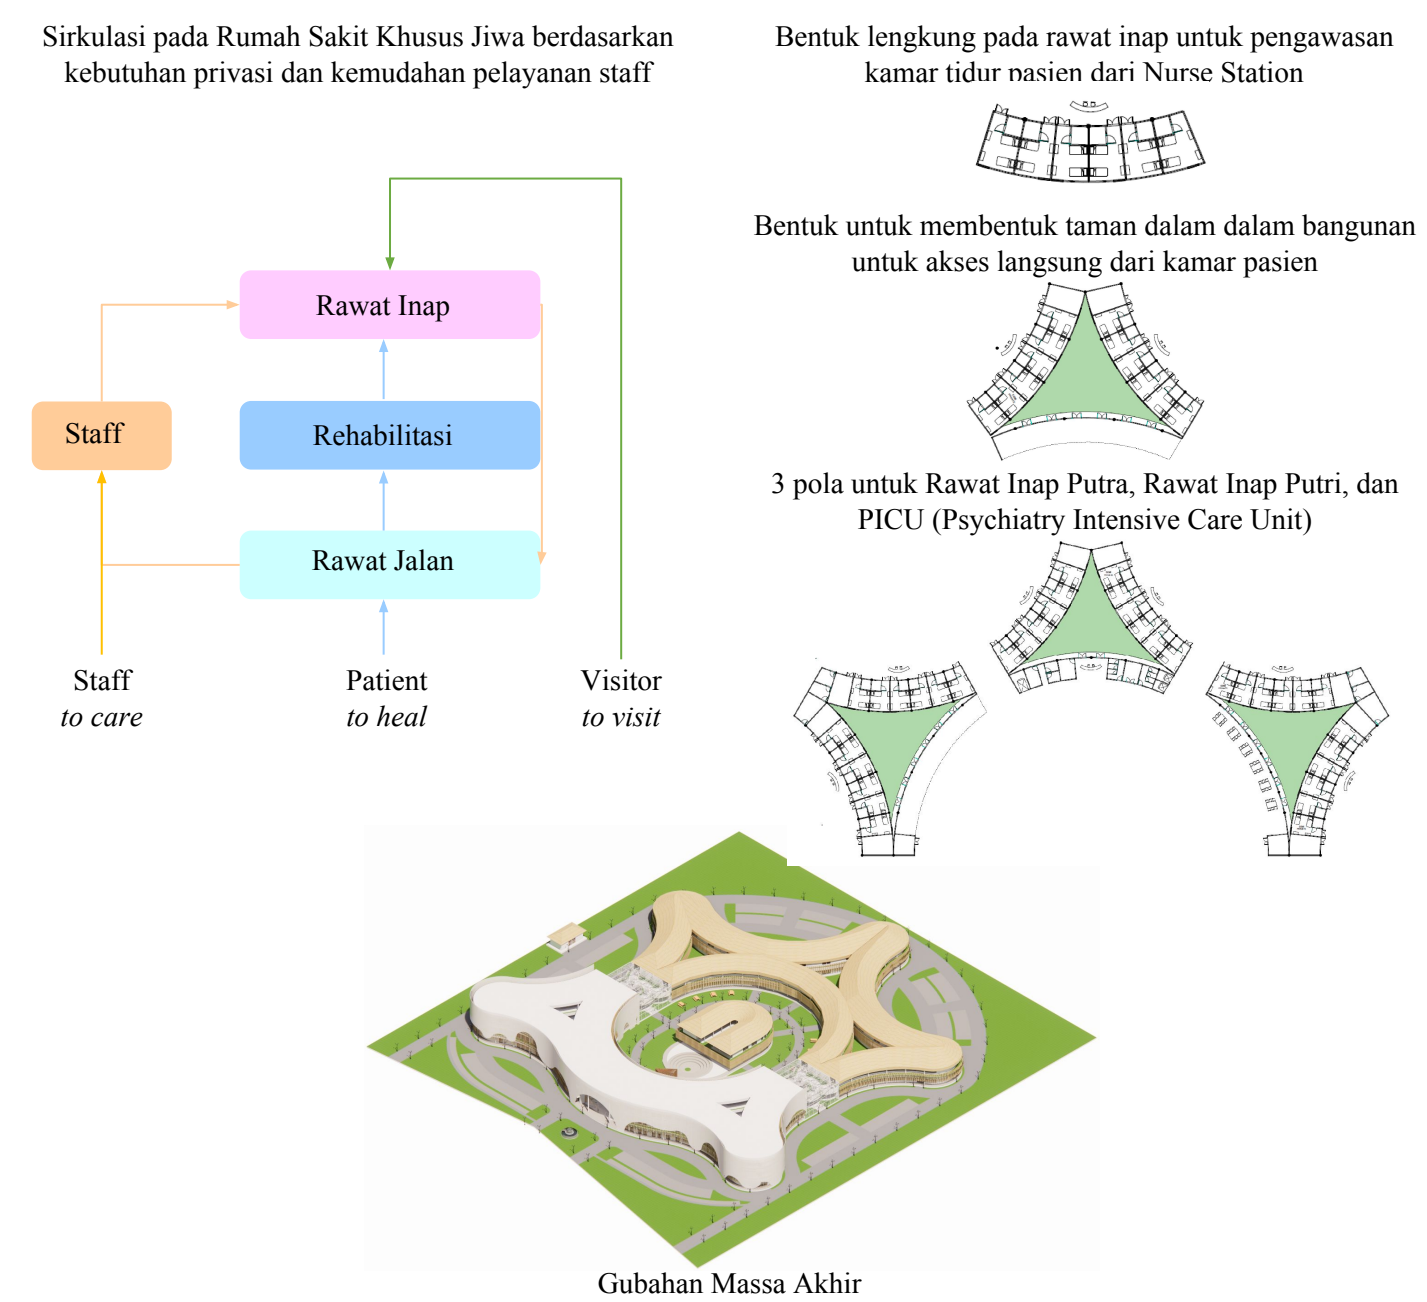 Sirkulasi pada Rumah Sakit Khusus Jiwa berdasarkan
kebutuhan privasi dan kemudahan pelayanan staff
Rawat Inap
Staff
Rehabilitasi
Rawat Jalan
Staff
to care
Patient
to heal
Visitor
to visit
Bentuk lengkung pada rawat inap untuk pengawasan
kamar tidur pasien dari Nurse Station
Bentuk untuk membentuk taman dalam dalam bangunan
untuk akses langsung dari kamar pasien
3 pola untuk Rawat Inap Putra, Rawat Inap Putri, dan
PICU (Psychiatry Intensive Care Unit)
Gubahan Massa Akhir